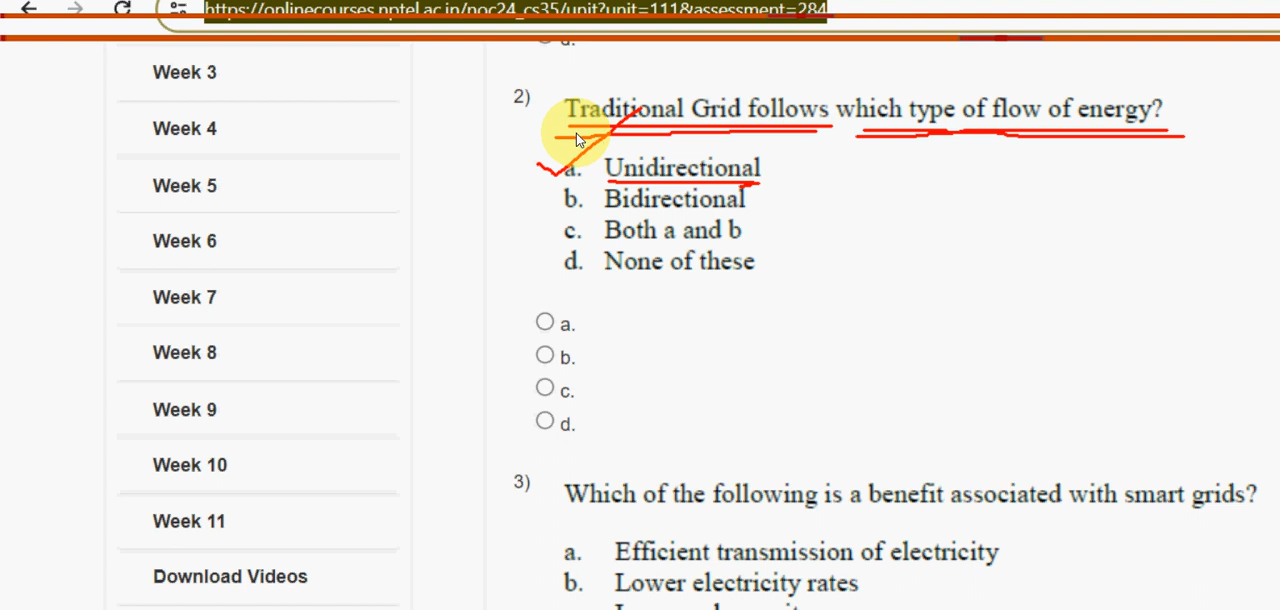 https://onlinecourses.nptel.ac.in/noc24_cs35/unit?unit=111&assessment=284
Week 3
Week 4
Week 5
Week 6
Week 7
Week 8
Week 9
Week 10
Week 11
Download Videos
d.
2) Traditional Grid follows which type of flow of energy?
a. Unidirectional
b. Bidirectional
c. Both a and b
d. None of these
a.
b.
c.
d.
3) Which of the following is a benefit associated with smart grids?
a. Efficient transmission of electricity
b. Lower electricity rates